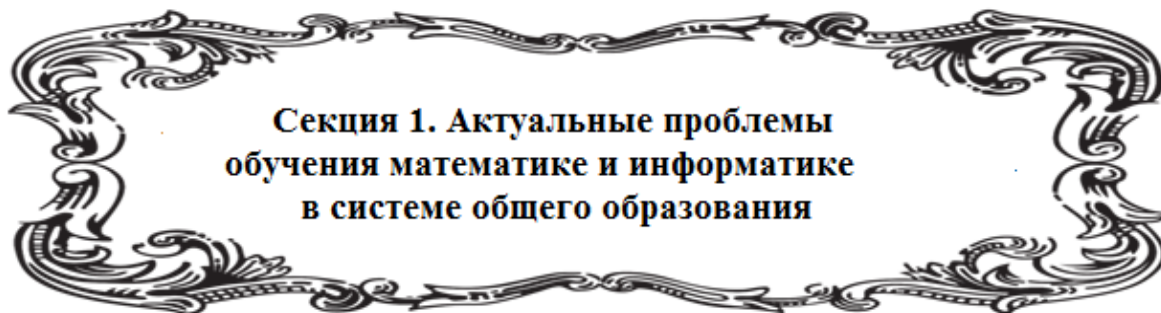 Секция 1. Актуальные проблемы
обучения математике и информатике
в системе общего образования